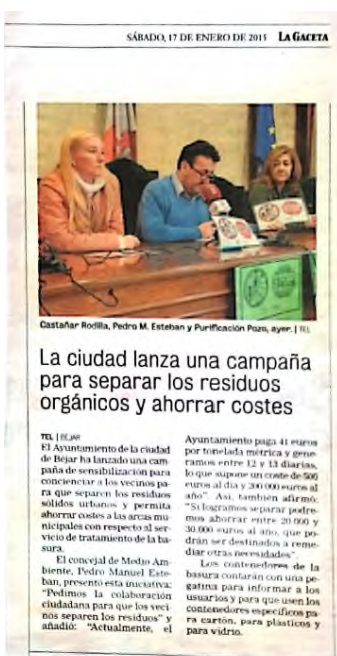 SÁBADO, 17 DE ENERO DE 2015 LA GACETA
Castañar Rodilla, Pedro M. Esteban y Purificación Pozo, ayer. | TEL
La ciudad lanza una campaña
para separar los residuos
orgánicos y ahorrar costes
TEL | BÉJAR
El Ayuntamiento de la ciudad
de Béjar ha lanzado una cam-
paña de sensibilización para
concienciar a los vecinos pa-
ra que separen los residuos
sólidos urbanos y permita
ahorrar costes a las arcas mu-
nicipales con respecto al ser-
vicio de tratamiento de la ba-
sura.
El concejal de Medio Am-
biente, Pedro Manuel Este-
ban, presentó esta iniciativa:
"Pedimos la colaboración
ciudadana para que los veci-
nos separen los residuos" y
añadió: "Actualmente, el
Ayuntamiento paga 41 euros
por tonelada métrica y gene-
ramos entre 12 y 13 diarias,
lo que supone un coste de 500
euros al día y 200.000 euros al
año". Así, también afirmó:
"Si logramos separar podre-
mos ahorrar entre 20.000 y
30.000 euros al año, que po-
drán ser destinados a reme-
diar otras necesidades".
Los contenedores de la
basura contarán con una pe-
gatina para informar a los
usuarios y para que usen los
contenedores específicos pa-
ra cartón, para plásticos y
para vidrio.